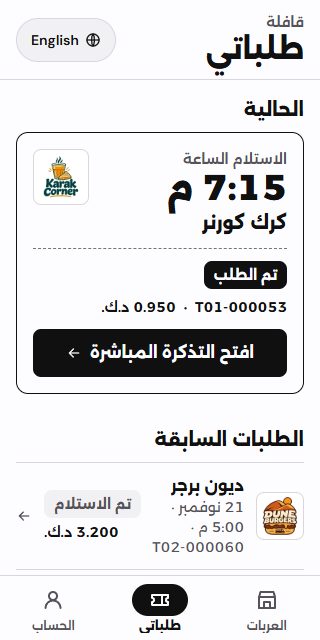 قافلة
طلباتي
English
الحالية
الاستلام الساعة
7:15 م
كرك كورنر
Karak
Corner
تم الطلب
T01-000053 · 0.950 د.ك.
افتح التذكرة المباشرة ←
الطلبات السابقة
DUNE
BURGERS
ديون برجر
21 نوفمبر ·
5:00 م ·
T02-000060
تم الاستلام
3.200 د.ك.
←
العربات
طلباتي
الحساب